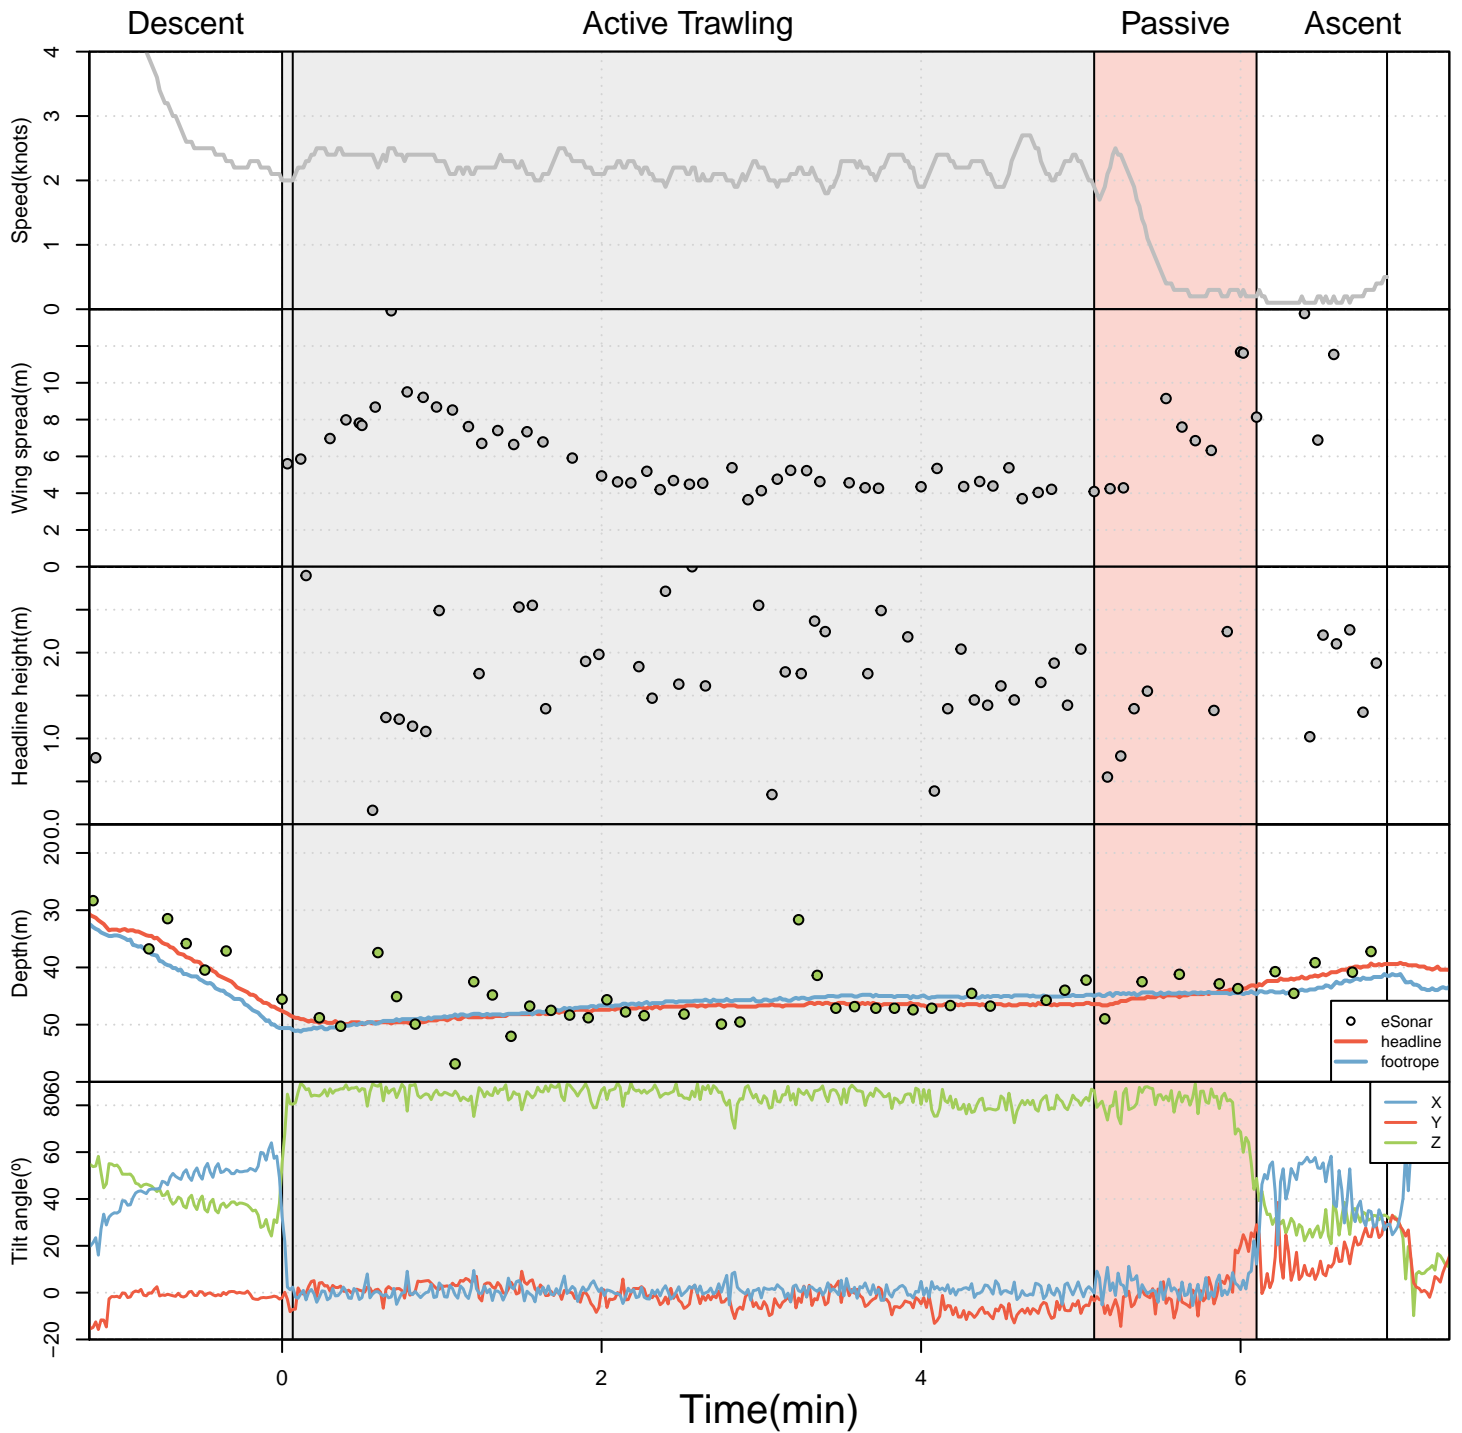 Descent Active Trawling Passive Ascent
Speed(knots)
4
3
2
1
0
Wing spread(m)
10
8
6
4
2
0
Headline height(m)
2.0
1.0
0.0
Depth(m)
20
30
40
50
60
eSonar
headline
footrope
Tilt angle(º)
80
60
40
20
0
−20
X
Y
Z
0 2 4 6
Time(min)